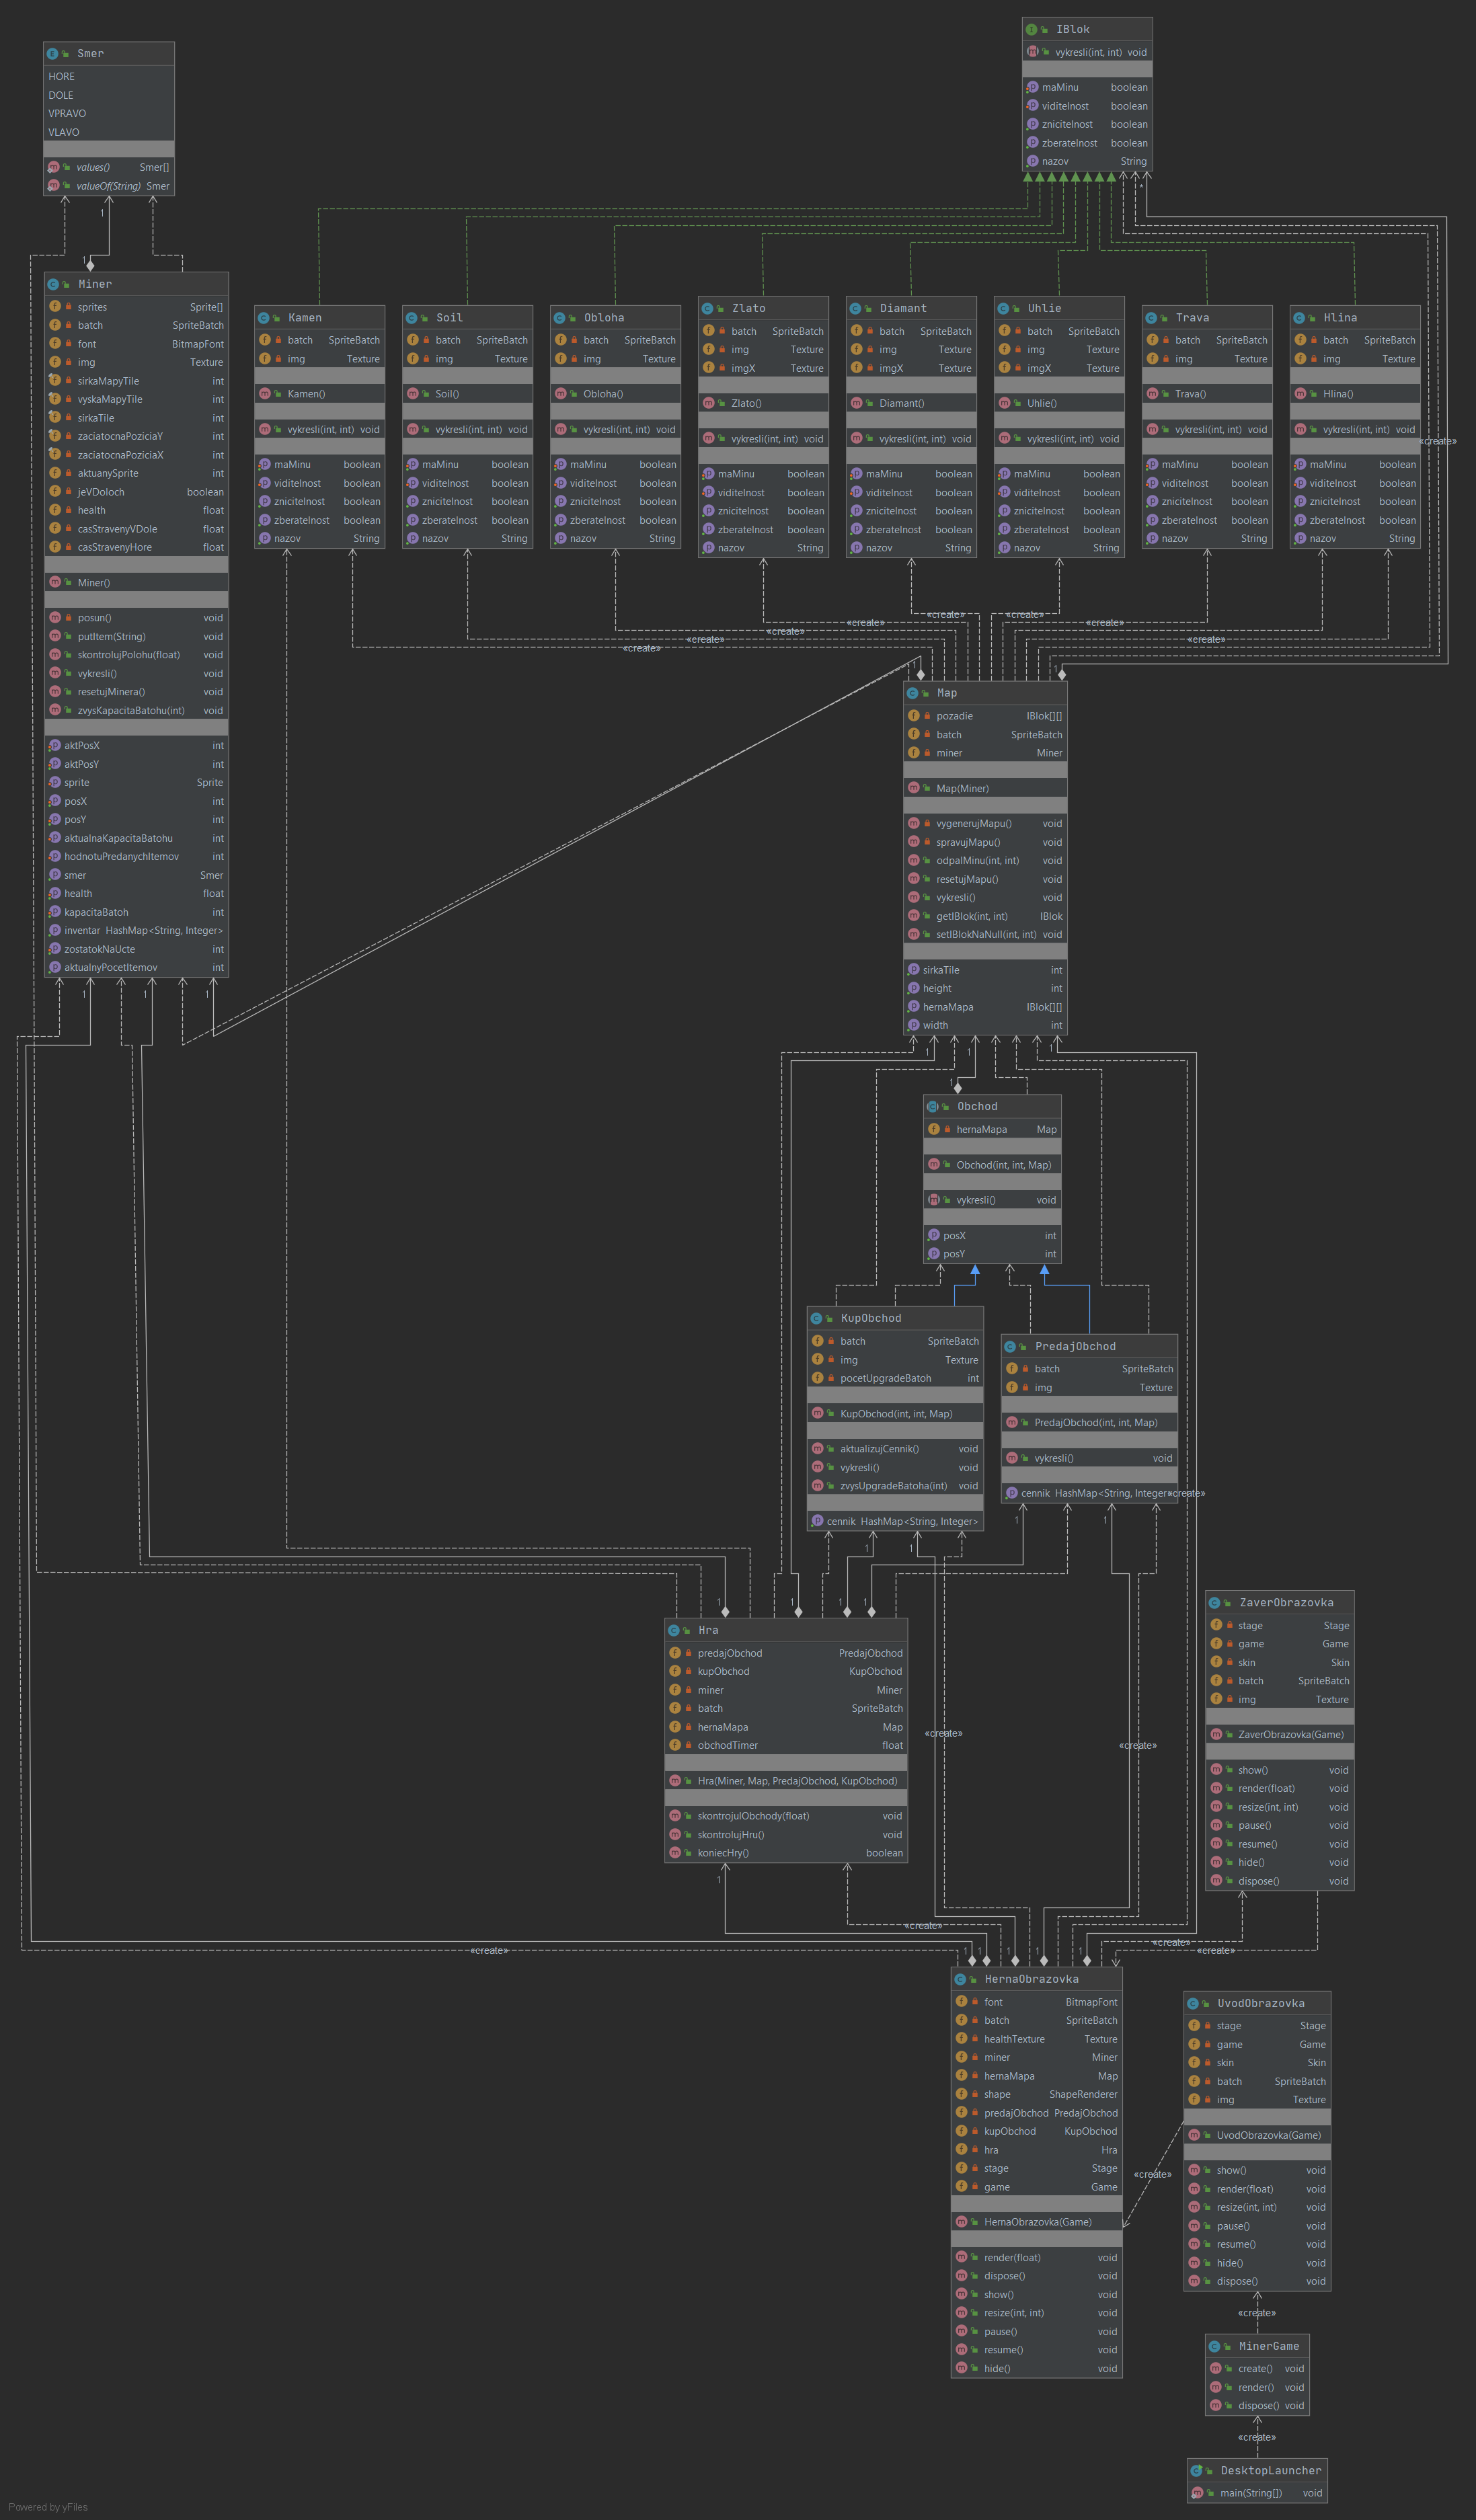 IBlok
vykresli(int, int) void
maMinu boolean
viditelnost boolean
znicitelnost boolean
zberatelnost boolean
nazov String
Smer
HORE
DOLE
VPRAVO
VLAVO
values() Smer[]
valueOf(String) Smer
Miner
sprites Sprite[]
batch SpriteBatch
font BitmapFont
img Texture
sirkaMapyTile int
vyskaMapyTile int
sirkaTile int
zaciatocnaPoziciaY int
zaciatocnaPoziciaX int
aktuanySprite int
jeVDoloch boolean
health float
casStravenyVDole float
casStravenyHore float
Miner()
posun() void
putItem(String) void
skontrolujPolohu(float) void
vykresli() void
resetujMinera() void
zvysKapacitaBatohu(int) void
aktPosX int
aktPosY int
sprite Sprite
posX int
posY int
aktualnaKapacitaBatohu int
hodnotuPredanychItemov int
smer Smer
health float
kapacitaBatoh int
inventar HashMap<String, Integer>
zostatokNaUcte int
aktualnyPocetItemov int
Kamen
batch SpriteBatch
img Texture
Kamen()
vykresli(int, int) void
maMinu boolean
viditelnost boolean
znicitelnost boolean
zberatelnost boolean
nazov String
Soil
batch SpriteBatch
img Texture
Soil()
vykresli(int, int) void
maMinu boolean
viditelnost boolean
znicitelnost boolean
zberatelnost boolean
nazov String
Obloha
batch SpriteBatch
img Texture
Obloha()
vykresli(int, int) void
maMinu boolean
viditelnost boolean
znicitelnost boolean
zberatelnost boolean
nazov String
Zlato
batch SpriteBatch
img Texture
imgX Texture
Zlato()
vykresli(int, int) void
maMinu boolean
viditelnost boolean
znicitelnost boolean
zberatelnost boolean
nazov String
Diamant
batch SpriteBatch
img Texture
imgX Texture
Diamant()
vykresli(int, int) void
maMinu boolean
viditelnost boolean
znicitelnost boolean
zberatelnost boolean
nazov String
Uhlie
batch SpriteBatch
img Texture
imgX Texture
Uhlie()
vykresli(int, int) void
maMinu boolean
viditelnost boolean
znicitelnost boolean
zberatelnost boolean
nazov String
Trava
batch SpriteBatch
img Texture
Trava()
vykresli(int, int) void
maMinu boolean
viditelnost boolean
znicitelnost boolean
zberatelnost boolean
nazov String
Hlina
batch SpriteBatch
img Texture
Hlina()
vykresli(int, int) void
maMinu boolean
viditelnost boolean
znicitelnost boolean
zberatelnost boolean
nazov String
«create»
«create»
«create»
«create»
«create»
«create»
«create»
«create»
«create»
Map
pozadie IBlok[][]
batch SpriteBatch
miner Miner
Map(Miner)
vygenerujMapu() void
spravujMapu() void
odpalMinu(int, int) void
resetujMapu() void
vykresli() void
getIBlok(int, int) IBlok
setIBlokNaNull(int, int) void
sirkaTile int
height int
hernaMapa IBlok[][]
width int
Obchod
hernaMapa Map
Obchod(int, int, Map)
vykresli() void
posX int
posY int
KupObchod
batch SpriteBatch
img Texture
pocetUpgradeBatoh int
KupObchod(int, int, Map)
aktualizujCennik() void
vykresli() void
zvysUpgradeBatoha(int) void
cennik HashMap<String, Integer>
PredajObchod
batch SpriteBatch
img Texture
PredajObchod(int, int, Map)
vykresli() void
cennik HashMap<String, Integer>
«create»
Hra
predajObchod PredajObchod
kupObchod KupObchod
miner Miner
batch SpriteBatch
hernaMapa Map
obchodTimer float
Hra(Miner, Map, PredajObchod, KupObchod)
skontrojulObchody(float) void
skontrolujHru() void
koniecHry() boolean
«create»
«create»
ZaverObrazovka
stage Stage
game Game
skin Skin
batch SpriteBatch
img Texture
ZaverObrazovka(Game)
show() void
render(float) void
resize(int, int) void
pause() void
resume() void
hide() void
dispose() void
«create»
«create»
«create»
«create»
HernaObrazovka
font BitmapFont
batch SpriteBatch
healthTexture Texture
miner Miner
hernaMapa Map
shape ShapeRenderer
predajObchod PredajObchod
kupObchod KupObchod
hra Hra
stage Stage
game Game
HernaObrazovka(Game)
render(float) void
dispose() void
show() void
resize(int, int) void
pause() void
resume() void
hide() void
«create»
UvodObrazovka
stage Stage
game Game
skin Skin
batch SpriteBatch
img Texture
UvodObrazovka(Game)
show() void
render(float) void
resize(int, int) void
pause() void
resume() void
hide() void
dispose() void
«create»
MinerGame
create() void
render() void
dispose() void
«create»
DesktopLauncher
main(String[]) void
Powered by yFiles